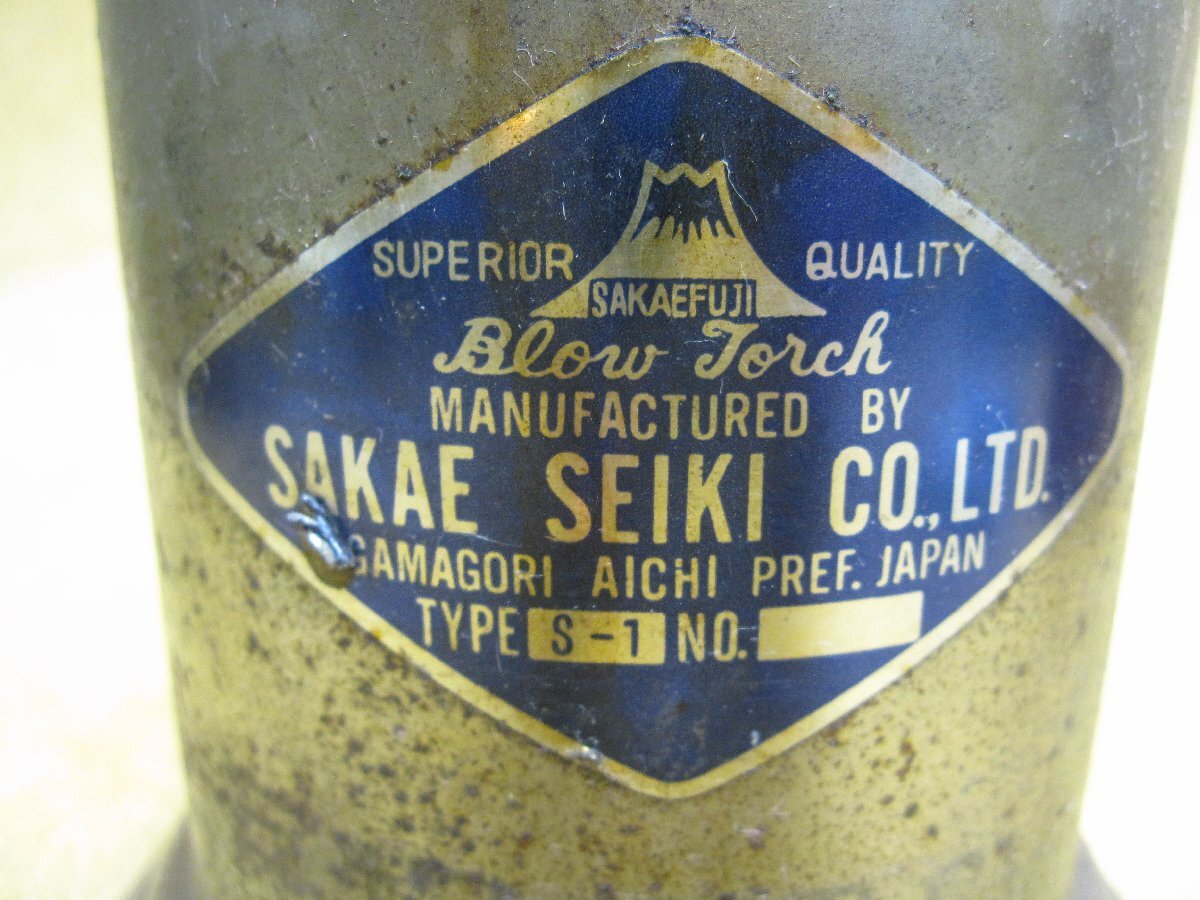 SUPERIOR QUALITY
SAKAEFUJI
Blow Torch
MANUFACTURED BY
SAKAE SEIKI CO., LTD.
GAMAGORI AICHI PREF. JAPAN
TYPE S-1 NO.